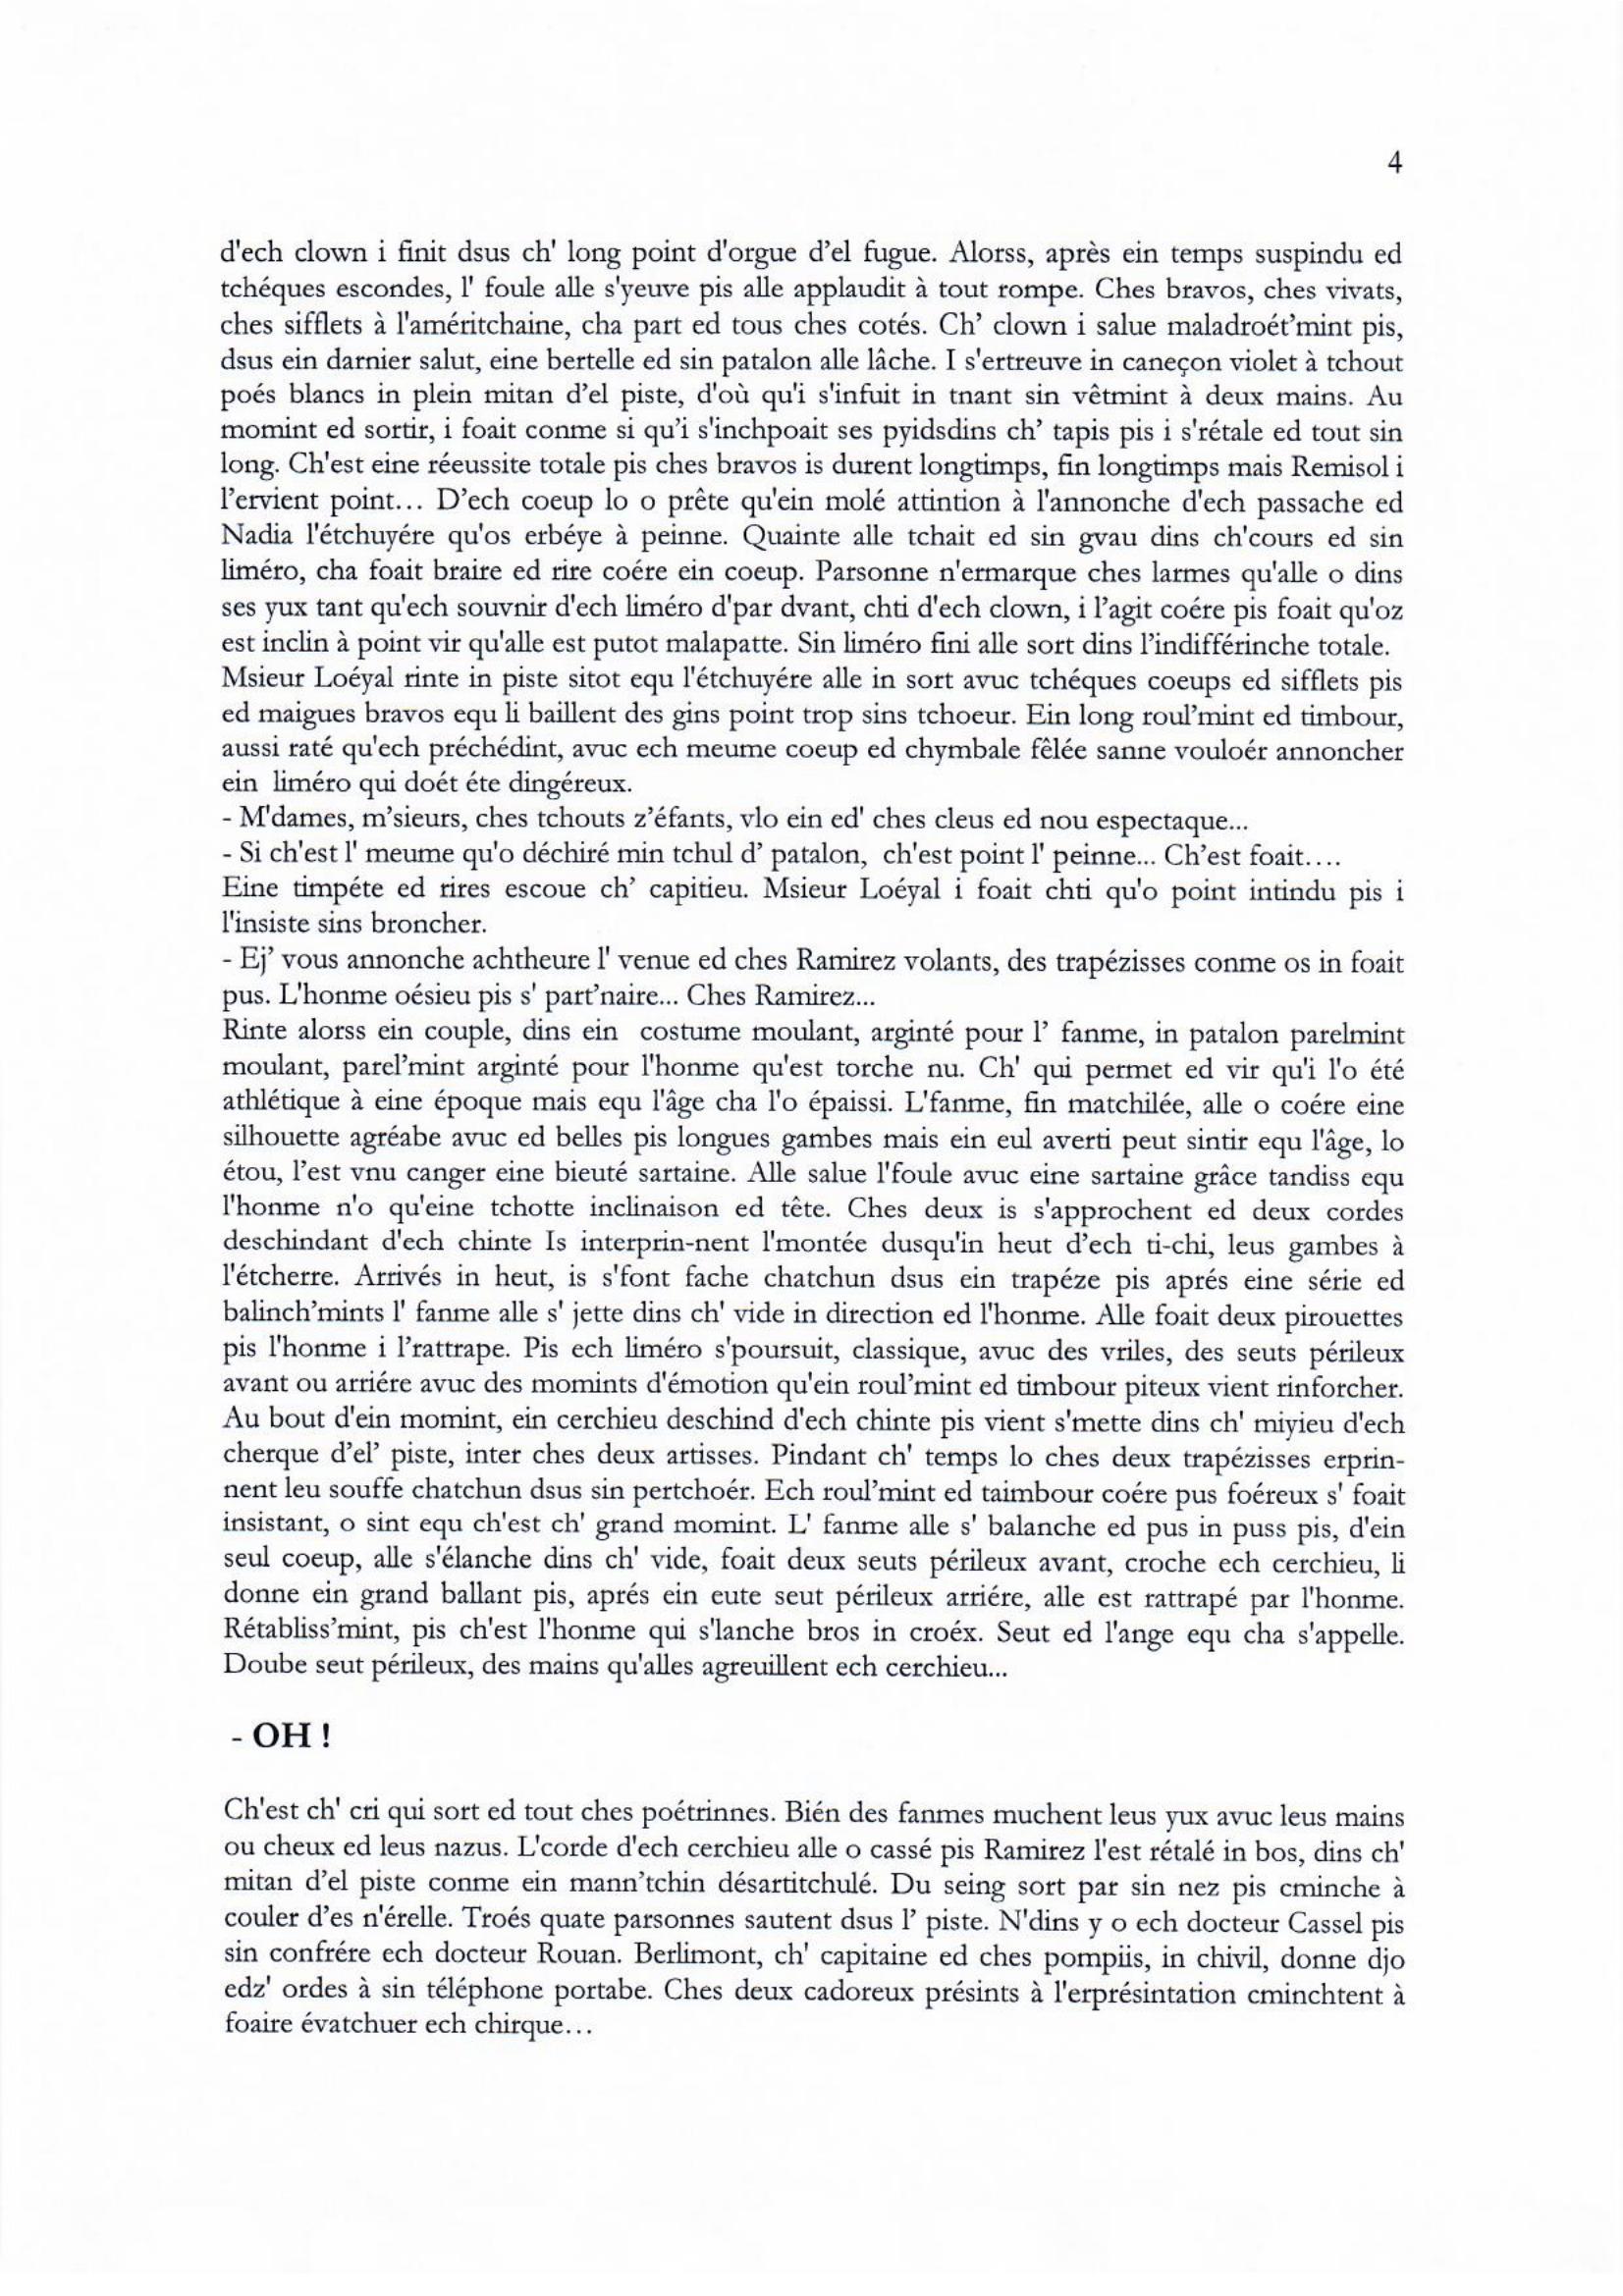 4
d'ech clown i finit dsus ch' long point d'orgue d’el fugue. Alorss, après ein temps suspindu ed
tchéques escondes, l' foule alle s'yeuve pis alle applaudit à tout rompe. Ches bravos, ches vivats,
ches sifflets à l'améritchaine, cha part ed tous ches cotés. Ch’ clown i salue maladroét’mint pis,
dsus ein darnier salut, eine bertelle ed sin patalon alle lâche. I s'ertreuve in caneçon violet à tchout
poés blancs in plein mitan d’el piste, d'où qu'i s'infuit in tnant sin vêtmint à deux mains. Au
momint ed sortir, i foait conme si qu’i s'inchpoait ses pyidsdins ch’ tapis pis i s'rétale ed tout sin
long. Ch'est eine réeussite totale pis ches bravos is durent longtimps, fin longtimps mais Remisol i
l’ervient point… D’ech coeup lo o prête qu'ein molé attintion à l'annonche d'ech passache ed
Nadia l'étchuyére qu'os erbéye à peinne. Quainte alle tchait ed sin gvau dins ch'cours ed sin
liméro, cha foait braire ed rire coére ein coeup. Parsonne n'ermarque ches larmes qu'alle o dins
ses yux tant qu'ech souvnir d'ech liméro d'par dvant, chti d'ech clown, i l’agit coére pis foait qu'oz
est inclin à point vir qu'alle est putot malapatte. Sin liméro fini alle sort dins l’indifférinche totale.
Msieur Loéyal rinte in piste sitot equ l'étchuyére alle in sort avuc tchéques coeups ed sifflets pis
ed maigues bravos equ li baillent des gins point trop sins tchoeur. Ein long roul’mint ed timbour,
aussi raté qu'ech préchédint, avuc ech meume coeup ed chymbale fêlée sanne vouloér annoncher
ein liméro qui doét éte dingéreux.
- M'dames, m’sieurs, ches tchouts z’éfants, vlo ein ed' ches cleus ed nou espectaque...
- Si ch'est l' meume qu'o déchiré min tchul d’ patalon, ch'est point l' peinne... Ch’est foait….
Eine timpéte ed rires escoue ch’ capitieu. Msieur Loéyal i foait chti qu'o point intindu pis i
l'insiste sins broncher.
- Ej’ vous annonche achtheure l' venue ed ches Ramirez volants, des trapézisses conme os in foait
pus. L'honme oésieu pis s' part’naire... Ches Ramirez...
Rinte alorss ein couple, dins ein costume moulant, arginté pour l’ fanme, in patalon parelmint
moulant, parel’mint arginté pour l'honme qu'est torche nu. Ch' qui permet ed vir qu'i l'o été
athlétique à eine époque mais equ l'âge cha l'o épaissi. L'fanme, fin matchilée, alle o coére eine
silhouette agréabe avuc ed belles pis longues gambes mais ein eul averti peut sintir equ l'âge, lo
étou, l’est vnu canger eine bieuté sartaine. Alle salue l'foule avuc eine sartaine grâce tandiss equ
l'honme n'o qu'eine tchotte inclinaison ed tête. Ches deux is s'approchent ed deux cordes
deschindant d'ech chinte Is interprin-nent l'montée dusqu'in heut d’ech ti-chi, leus gambes à
l'étcherre. Arrivés in heut, is s'font fache chatchun dsus ein trapéze pis aprés eine série ed
balinch’mints l' fanme alle s' jette dins ch' vide in direction ed l'honme. Alle foait deux pirouettes
pis l'honme i l’rattrape. Pis ech liméro s'poursuit, classique, avuc des vriles, des seuts périleux
avant ou arriére avuc des momints d'émotion qu'ein roul’mint ed timbour piteux vient rinforcher.
Au bout d'ein momint, ein cerchieu deschind d'ech chinte pis vient s'mette dins ch' miyieu d'ech
cherque d’el’ piste, inter ches deux artisses. Pindant ch' temps lo ches deux trapézisses erprin-
nent leu souffe chatchun dsus sin pertchoér. Ech roul’mint ed taimbour coére pus foéreux s' foait
insistant, o sint equ ch'est ch' grand momint. L' fanme alle s' balanche ed pus in puss pis, d'ein
seul coeup, alle s'élanche dins ch' vide, foait deux seuts périleux avant, croche ech cerchieu, li
donne ein grand ballant pis, aprés ein eute seut périleux arriére, alle est rattrapé par l'honme.
Rétabliss’mint, pis ch'est l'honme qui s'lanche bros in croéx. Seut ed l'ange equ cha s'appelle.
Doube seut périleux, des mains qu'alles agreuillent ech cerchieu...
- OH !
Ch'est ch' cri qui sort ed tout ches poétrinnes. Bién des fanmes muchent leus yux avuc leus mains
ou cheux ed leus nazus. L'corde d'ech cerchieu alle o cassé pis Ramirez l'est rétalé in bos, dins ch'
mitan d’el piste conme ein mann’tchin désartitchulé. Du seing sort par sin nez pis cminche à
couler d’es n'érelle. Troés quate parsonnes sautent dsus l’ piste. N'dins y o ech docteur Cassel pis
sin confrére ech docteur Rouan. Berlimont, ch' capitaine ed ches pompiis, in chivil, donne djo
edz' ordes à sin téléphone portabe. Ches deux cadoreux présints à l'erprésintation cminchtent à
foaire évatchuer ech chirque…